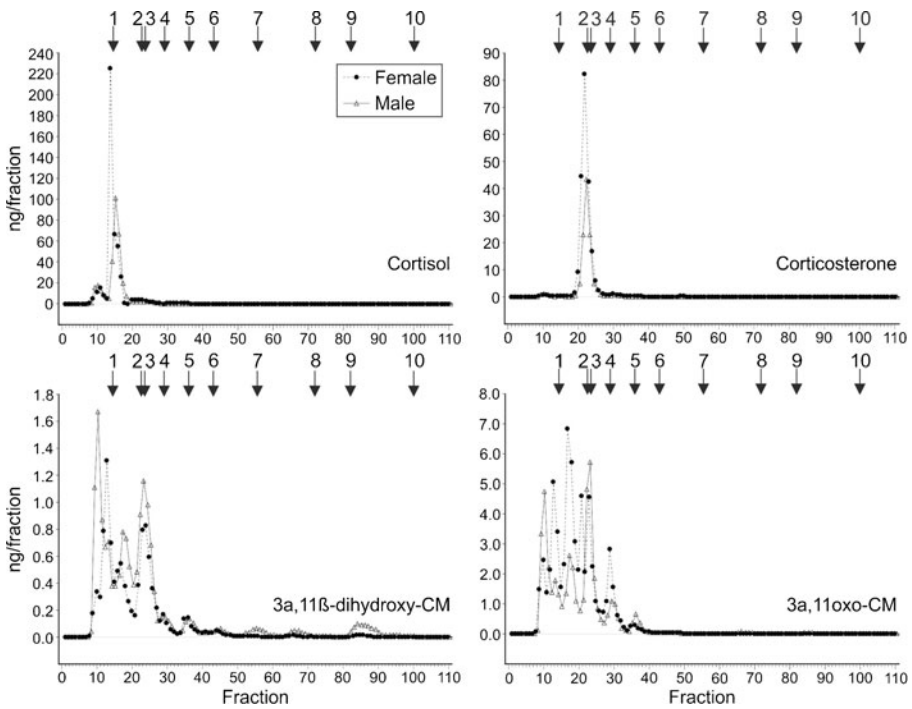 1 2 3 4 5 6 7 8 9 10
240
220
200
180
160
140
120
100
80
60
40
20
0
ng/fraction
Female
Male
Cortisol
0 10 20 30 40 50 60 70 80 90 100 110
1 2 3 4 5 6 7 8 9 10
90
80
70
60
50
40
30
20
10
0
Corticosterone
0 10 20 30 40 50 60 70 80 90 100 110
1 2 3 4 5 6 7 8 9 10
1.8
1.6
1.4
1.2
1.0
0.8
0.6
0.4
0.2
0.0
ng/fraction
3a,11ß-dihydroxy-CM
0 10 20 30 40 50 60 70 80 90 100 110
Fraction
1 2 3 4 5 6 7 8 9 10
8.0
7.0
6.0
5.0
4.0
3.0
2.0
1.0
0.0
3a,11oxo-CM
0 10 20 30 40 50 60 70 80 90 100 110
Fraction